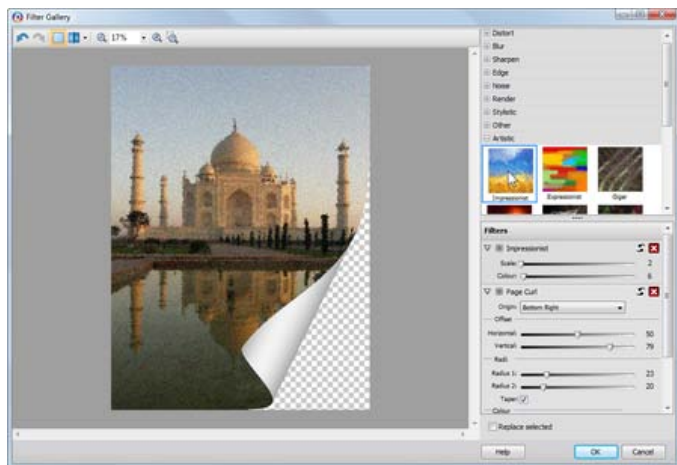 Filter Gallery
17%
Distort
Blur
Sharpen
Edge
Noise
Render
Stylistic
Other
Artistic
Impressionist
Expressionist
Giger
Filters
Impressionist
Scale: 2
Colour: 6
Page Curl
Origin: Bottom Right
Offset
Horizontal: 50
Vertical: 79
Radii
Radius 1: 23
Radius 2: 20
Taper:
Colour
Replace selected
Help
OK
Cancel